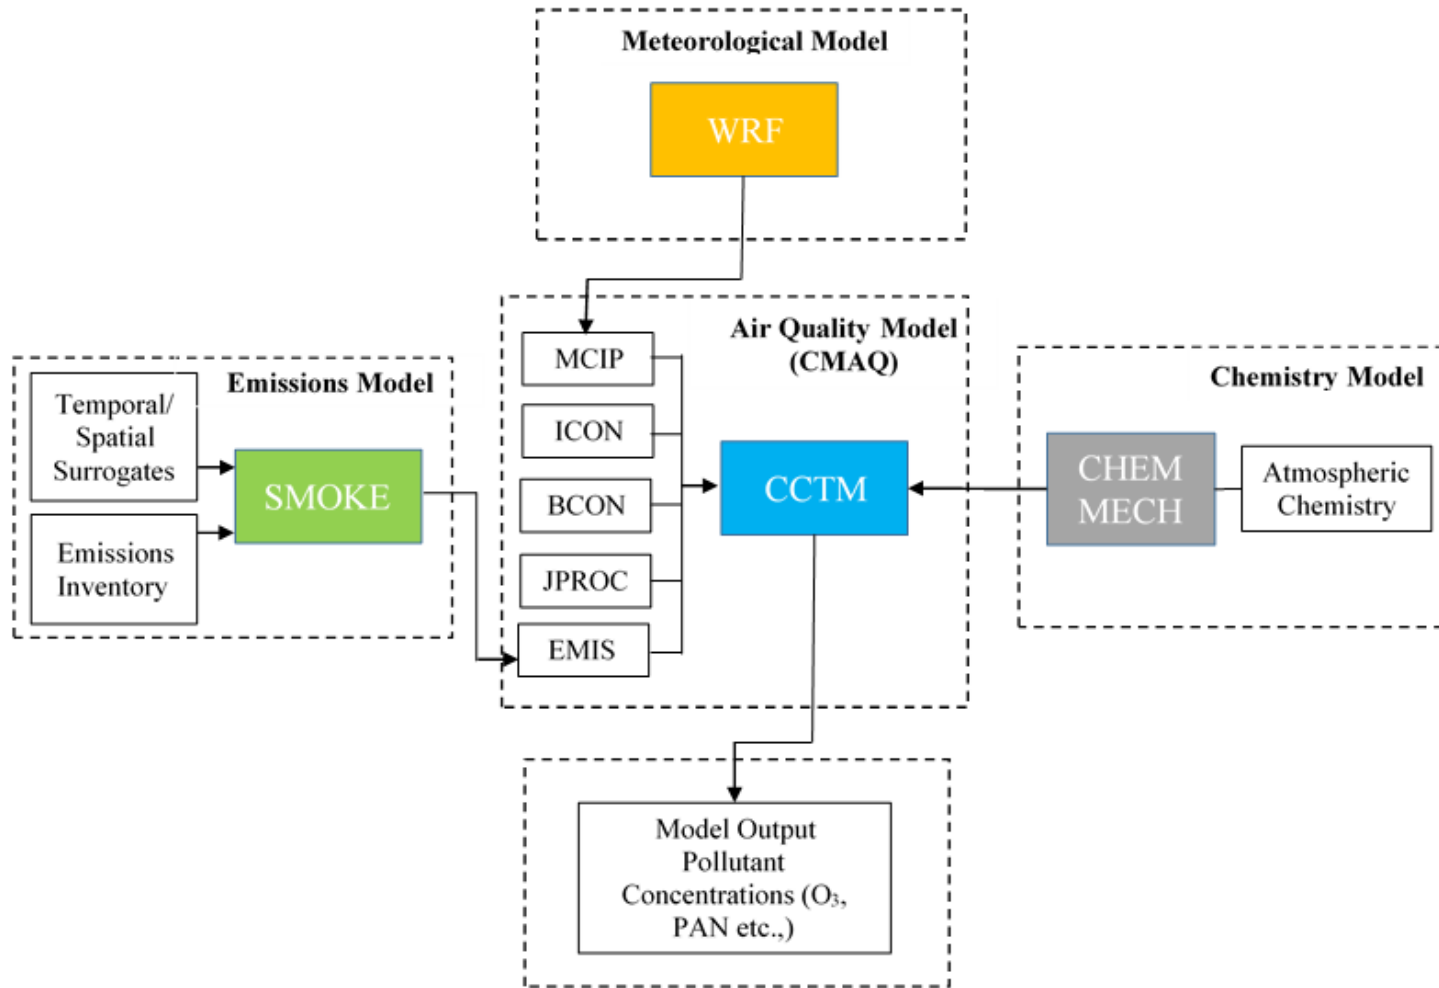 Meteorological Model
WRF
Air Quality Model
(CMAQ)
MCIP
ICON
BCON
JPROC
EMIS
CCTM
Emissions Model
Temporal/
Spatial
Surrogates
Emissions
Inventory
SMOKE
Chemistry Model
CHEM
MECH
Atmospheric
Chemistry
Model Output
Pollutant
Concentrations (O₃,
PAN etc.,)